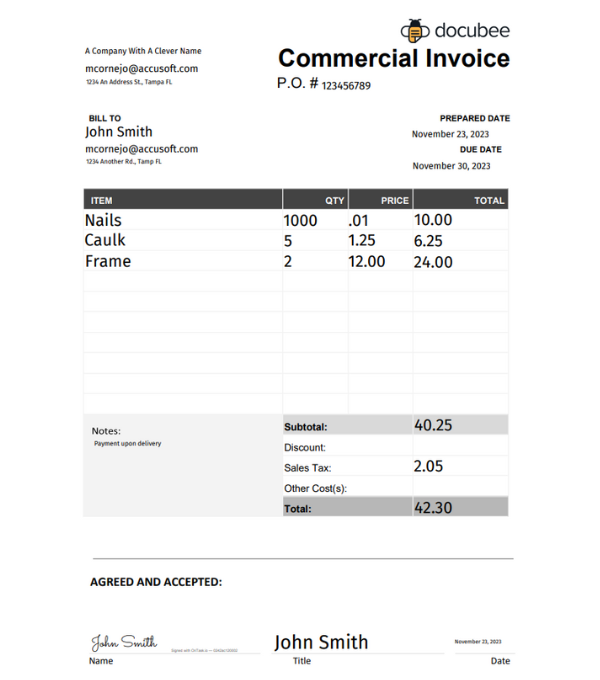 docubee
A Company With A Clever Name
Commercial Invoice
mcornejo@accusoft.com
1234 An Address St., Tampa FL
P.O. # 123456789
BILL TO
John Smith
mcornejo@accusoft.com
1234 Another Rd., Tamp FL
PREPARED DATE
November 23, 2023
DUE DATE
November 30, 2023
ITEM QTY PRICE TOTAL
Nails 1000 .01 10.00
Caulk 5 1.25 6.25
Frame 2 12.00 24.00
Notes:
Payment upon delivery
Subtotal: 40.25
Discount:
Sales Tax: 2.05
Other Cost(s):
Total: 42.30
AGREED AND ACCEPTED:
John Smith John Smith November 23, 2023
Name Title Date